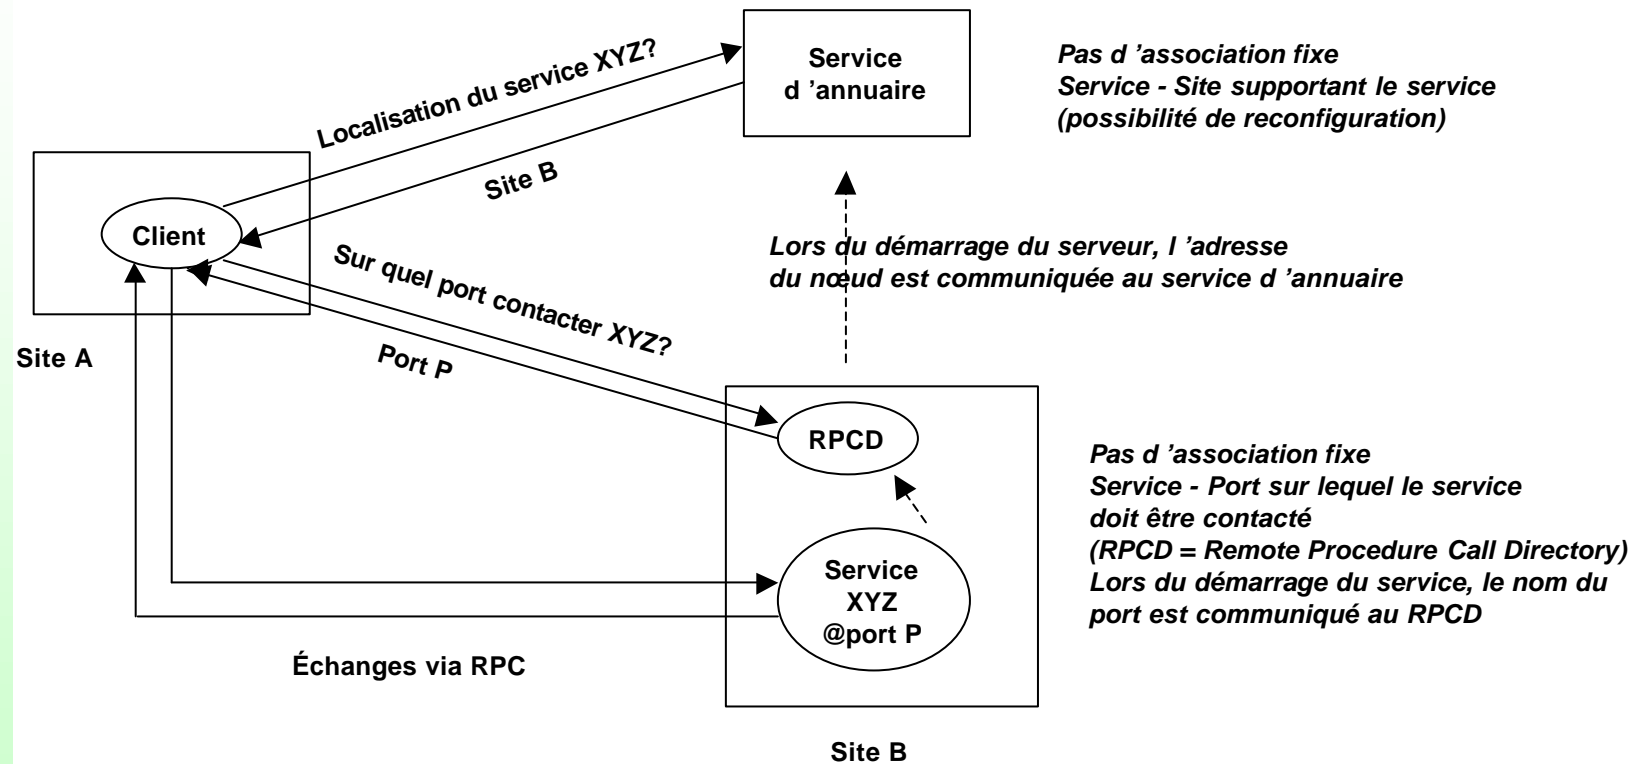 Service
d ’annuaire
Pas d ’association fixe
Service - Site supportant le service
(possibilité de reconfiguration)
Localisation du service XYZ?
Site B
Client
Lors du démarrage du serveur, l ’adresse
du nœud est communiquée au service d ’annuaire
Sur quel port contacter XYZ?
Port P
Site A
RPCD
Pas d ’association fixe
Service - Port sur lequel le service
doit être contacté
(RPCD = Remote Procedure Call Directory)
Lors du démarrage du service, le nom du
port est communiqué au RPCD
Service
XYZ
@port P
Échanges via RPC
Site B